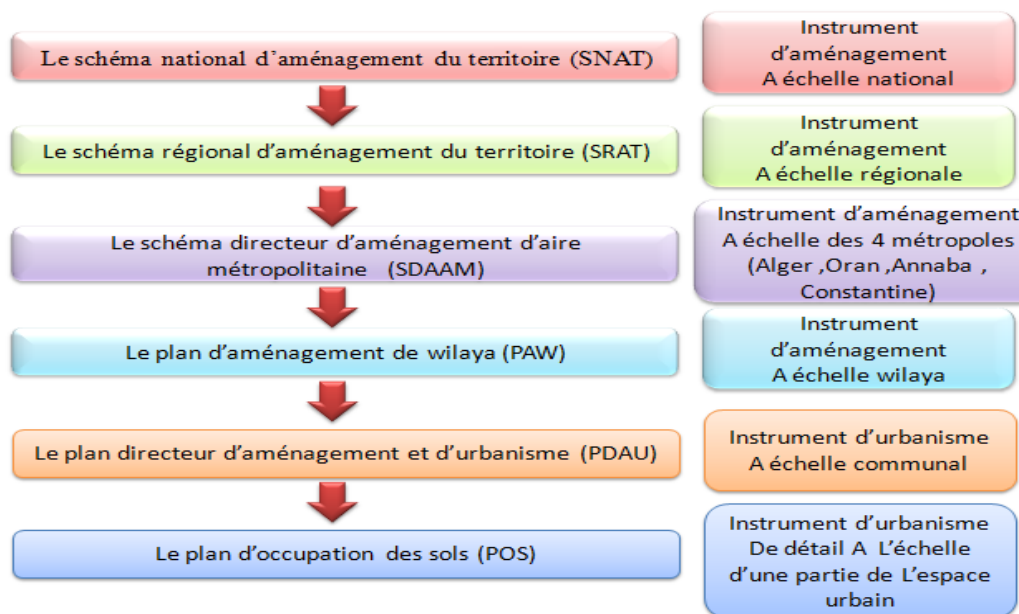 Le schéma national d'aménagement du territoire (SNAT)
Instrument
d'aménagement
A échelle national
Le schéma régional d'aménagement du territoire (SRAT)
Instrument
d'aménagement
A échelle régionale
Le schéma directeur d'aménagement d'aire
métropolitaine (SDAAM)
Instrument d'aménagement
A échelle des 4 métropoles
(Alger ,Oran ,Annaba ,
Constantine)
Le plan d'aménagement de wilaya (PAW)
Instrument
d'aménagement
A échelle wilaya
Le plan directeur d'aménagement et d'urbanisme (PDAU)
Instrument d'urbanisme
A échelle communal
Le plan d'occupation des sols (POS)
Instrument d'urbanisme
De détail A L'échelle
d'une partie de L'espace
urbain